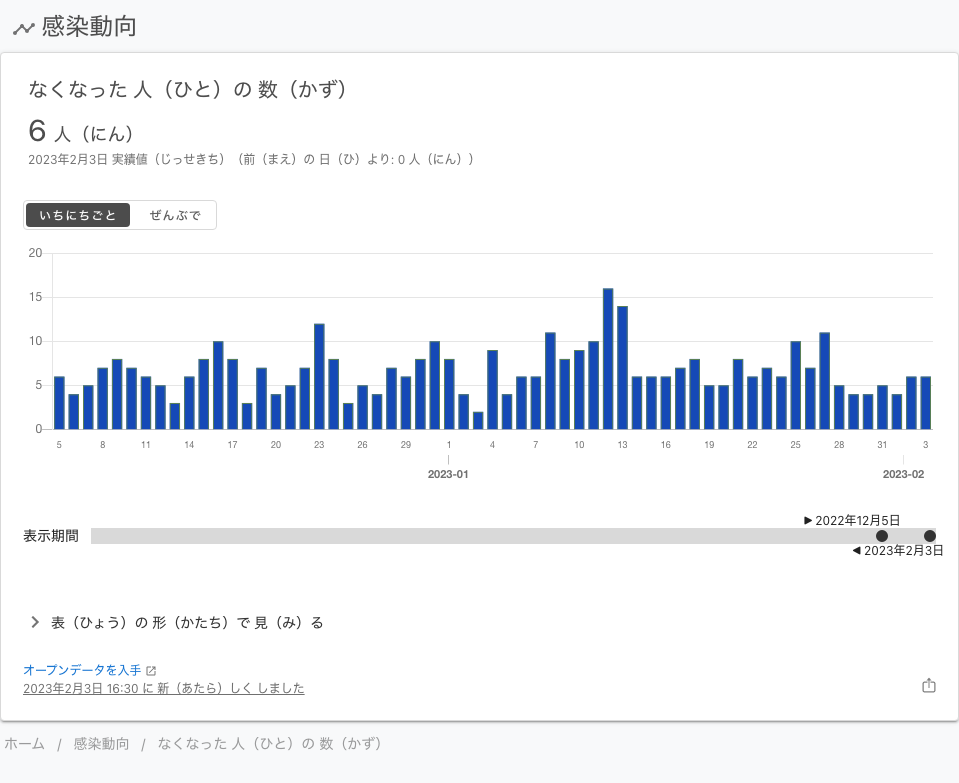 感染動向
なくなった 人（ひと）の 数（かず）
6 人（にん）
2023年2月3日 実績値（じっせきち）（前（まえ）の 日（ひ）より: 0 人（にん））
いちにちごと ぜんぶで
20
15
10
5
0
5 8 11 14 17 20 23 26 29 1 4 7 10 13 16 19 22 25 28 31 3
2023-01 2023-02
▶ 2022年12月5日
表示期間
◀ 2023年2月3日
表（ひょう）の 形（かたち）で 見（み）る
オープンデータを入手
2023年2月3日 16:30 に 新（あたら）しく しました
ホーム / 感染動向 / なくなった 人（ひと）の 数（かず）